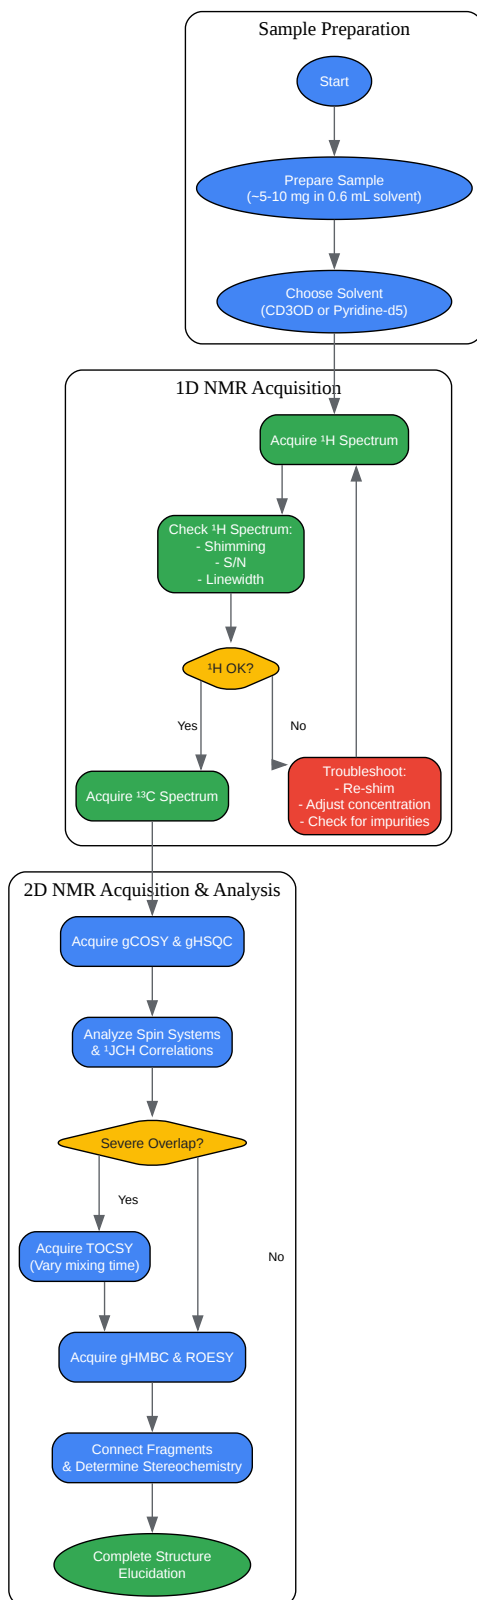 Sample Preparation
Start
Prepare Sample
(~5-10 mg in 0.6 mL solvent)
Choose Solvent
(CD3OD or Pyridine-d5)
1D NMR Acquisition
Acquire ¹H Spectrum
Check ¹H Spectrum:
- Shimming
- S/N
- Linewidth
¹H OK?
Yes
No
Acquire ¹³C Spectrum
Troubleshoot:
- Re-shim
- Adjust concentration
- Check for impurities
2D NMR Acquisition & Analysis
Acquire gCOSY & gHSQC
Analyze Spin Systems
& ¹JCH Correlations
Severe Overlap?
Yes
No
Acquire TOCSY
(Vary mixing time)
Acquire gHMBC & ROESY
Connect Fragments
& Determine Stereochemistry
Complete Structure
Elucidation